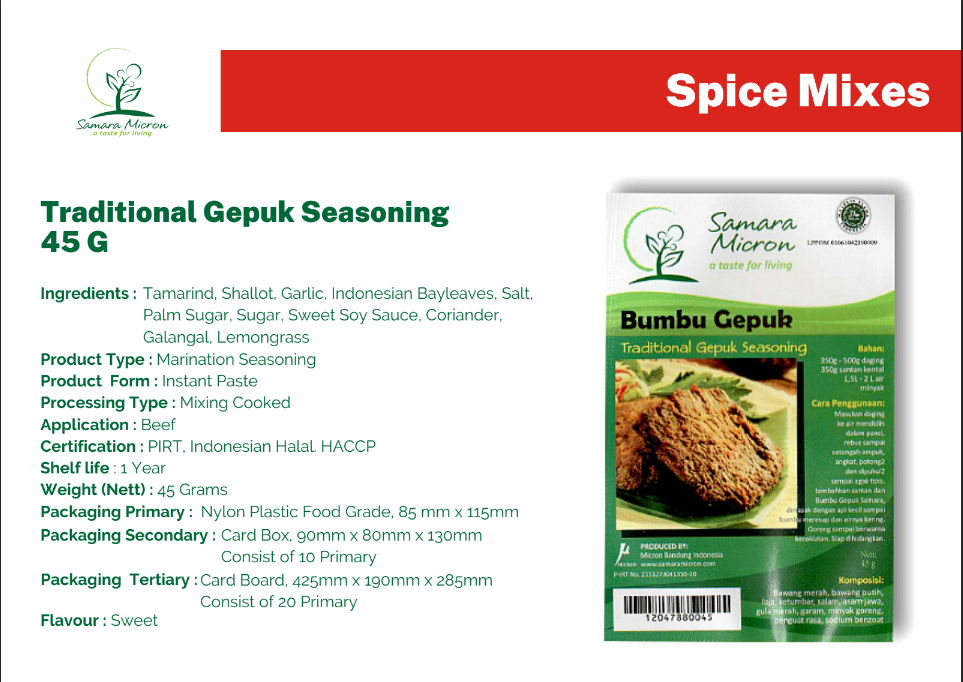 Samara Micron
a taste for living
Spice Mixes
Traditional Gepuk Seasoning
45 G
Ingredients : Tamarind, Shallot, Garlic, Indonesian Bayleaves, Salt,
Palm Sugar, Sugar, Sweet Soy Sauce, Coriander,
Galangal, Lemongrass
Product Type : Marination Seasoning
Product Form : Instant Paste
Processing Type : Mixing Cooked
Application : Beef
Certification : PIRT, Indonesian Halal. HACCP
Shelf life : 1 Year
Weight (Nett) : 45 Grams
Packaging Primary : Nylon Plastic Food Grade, 85 mm x 115mm
Packaging Secondary : Card Box, 90mm x 80mm x 130mm
Consist of 10 Primary
Packaging Tertiary : Card Board, 425mm x 190mm x 285mm
Consist of 20 Primary
Flavour : Sweet
Samara
Micron
a taste for living
Bumbu Gepuk
Traditional Gepuk Seasoning
Bahan:
350g - 500g daging
350g santan kental
1,5L - 2 L air
minyak
Cara Penggunaan:
Masukan daging
ke air mendidih
dalam panci,
rebus sampai
setengah empuk,
angkat, potong2
dan dipukul2
sampai agak tipis.
tambahkan santan dan
Bumbu Gepuk Samara,
dimasak dengan api kecil sampai
bumbu meresap dan airnya kering.
Goreng sampai berwarna
kecoklatan. Siap dihidangkan.
PRODUCED BY:
Micron Bandung Indonesia
www.samaramicron.com
Nett:
45 g
12047880045
Komposisi:
Bawang merah, bawang putih,
laja, ketumbar, salam, asam jawa,
gula merah, garam, minyak goreng,
penguat rasa, sodium benzoat